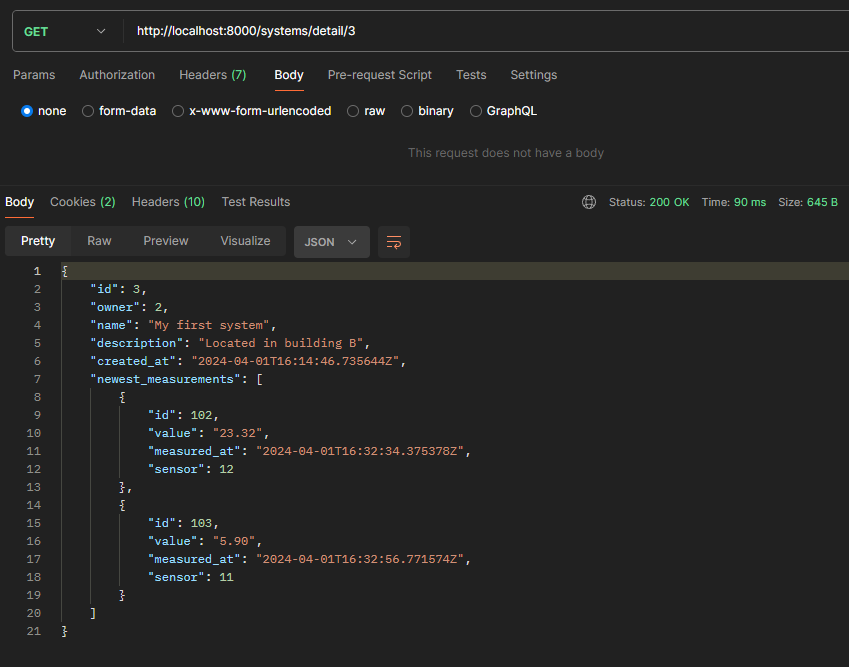 GET http://localhost:8000/systems/detail/3
Params Authorization Headers (7) Body Pre-request Script Tests Settings
none form-data x-www-form-urlencoded raw binary GraphQL
This request does not have a body
Body Cookies (2) Headers (10) Test Results Status: 200 OK Time: 90 ms Size: 645 B
Pretty Raw Preview Visualize JSON
1 {
2 "id": 3,
3 "owner": 2,
4 "name": "My first system",
5 "description": "Located in building B",
6 "created_at": "2024-04-01T16:14:46.735644Z",
7 "newest_measurements": [
8 {
9 "id": 102,
10 "value": "23.32",
11 "measured_at": "2024-04-01T16:32:34.375378Z",
12 "sensor": 12
13 },
14 {
15 "id": 103,
16 "value": "5.90",
17 "measured_at": "2024-04-01T16:32:56.771574Z",
18 "sensor": 11
19 }
20 ]
21 }